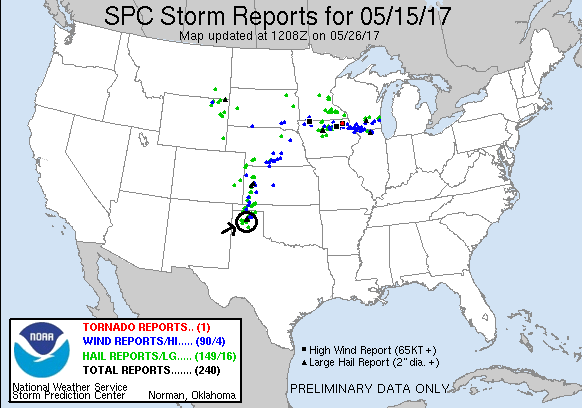 SPC Storm Reports for 05/15/17
Map updated at 1208Z on 05/26/17
NOAA
TORNADO REPORTS.. (1)
WIND REPORTS/HI..... (90/4)
HAIL REPORTS/LG..... (149/16)
TOTAL REPORTS....... (240)
National Weather Service
Storm Prediction Center Norman, Oklahoma
High Wind Report (65KT +)
Large Hail Report (2" dia. +)
PRELIMINARY DATA ONLY